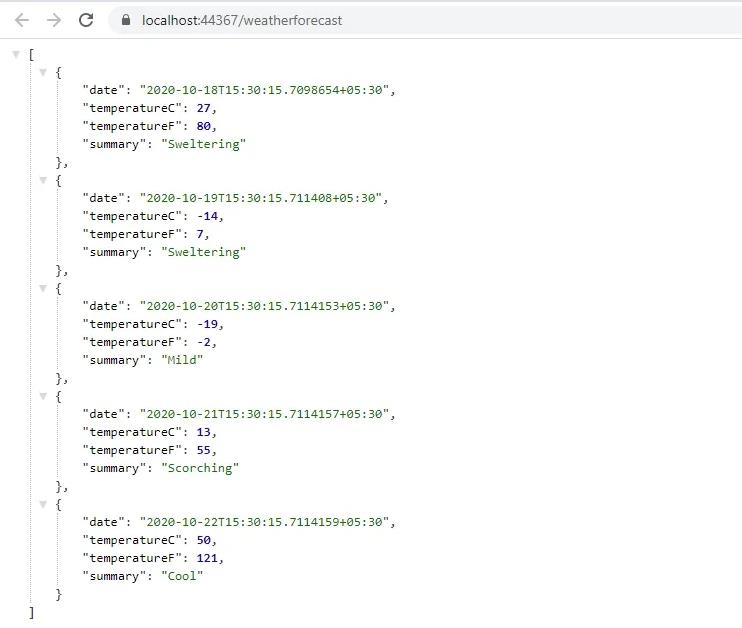 localhost:44367/weatherforecast
[
{
"date": "2020-10-18T15:30:15.7098654+05:30",
"temperatureC": 27,
"temperatureF": 80,
"summary": "Sweltering"
},
{
"date": "2020-10-19T15:30:15.711408+05:30",
"temperatureC": -14,
"temperatureF": 7,
"summary": "Sweltering"
},
{
"date": "2020-10-20T15:30:15.7114153+05:30",
"temperatureC": -19,
"temperatureF": -2,
"summary": "Mild"
},
{
"date": "2020-10-21T15:30:15.7114157+05:30",
"temperatureC": 13,
"temperatureF": 55,
"summary": "Scorching"
},
{
"date": "2020-10-22T15:30:15.7114159+05:30",
"temperatureC": 50,
"temperatureF": 121,
"summary": "Cool"
}
]